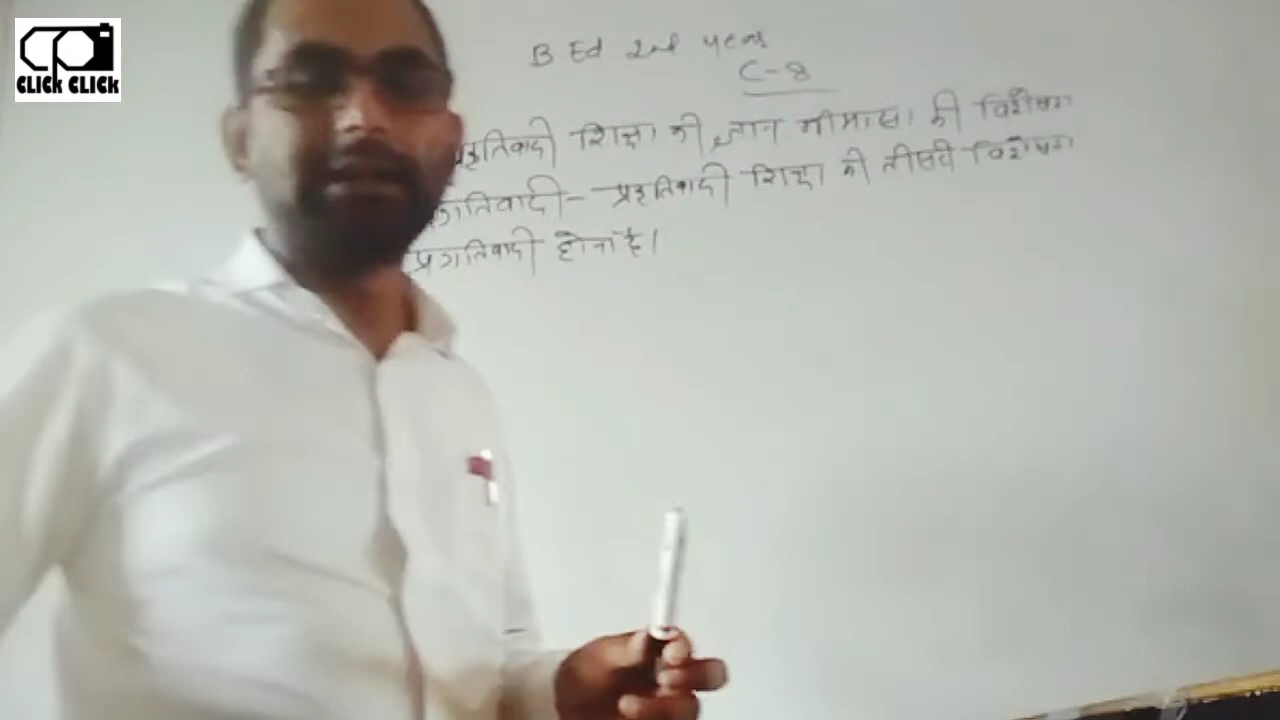 CLICK CLICK
B Ed 2nd year
C-8
प्रकृतिवादी शिक्षा की ज्ञान मीमांसा की विशेषता
प्रगतिवादी - प्रकृतिवादी शिक्षा की तीसरी विशेषता
प्रगतिवादी होना है।